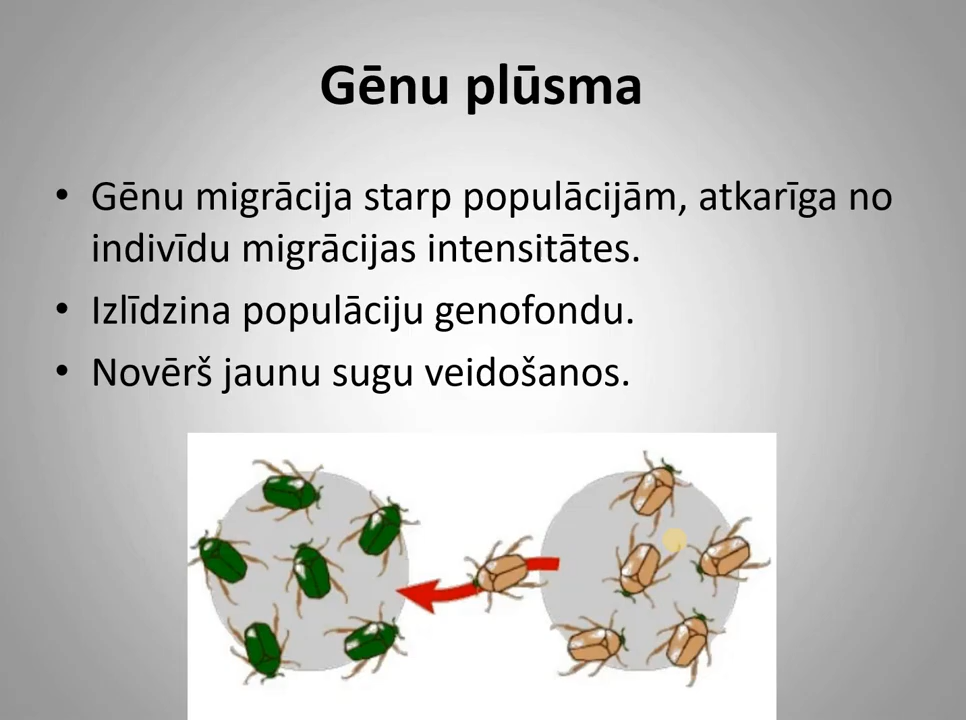 Gēnu plūsma
• Gēnu migrācija starp populācijām, atkarīga no
indivīdu migrācijas intensitātes.
• Izlīdzina populāciju genofondu.
• Novērš jaunu sugu veidošanos.